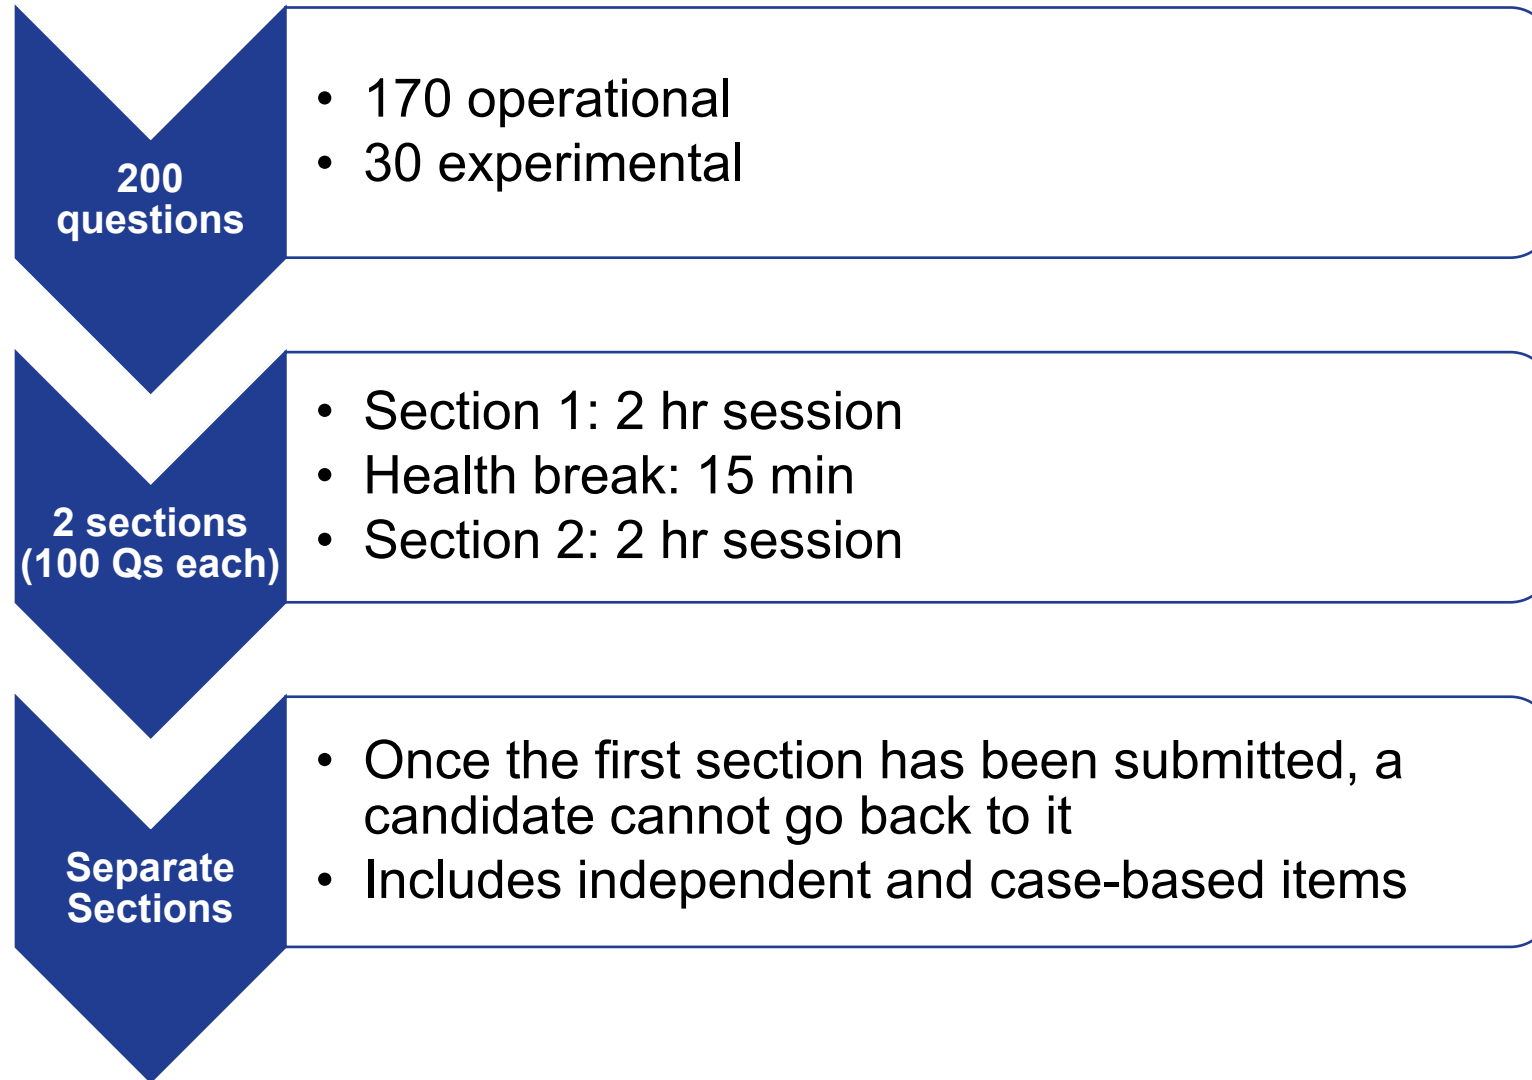 200
questions
• 170 operational
• 30 experimental
2 sections
(100 Qs each)
• Section 1: 2 hr session
• Health break: 15 min
• Section 2: 2 hr session
Separate
Sections
• Once the first section has been submitted, a
candidate cannot go back to it
• Includes independent and case-based items